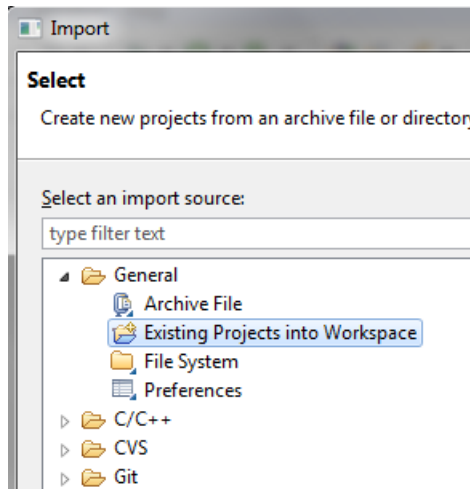 Import
Select
Create new projects from an archive file or directory
Select an import source:
type filter text
General
Archive File
Existing Projects into Workspace
File System
Preferences
C/C++
CVS
Git